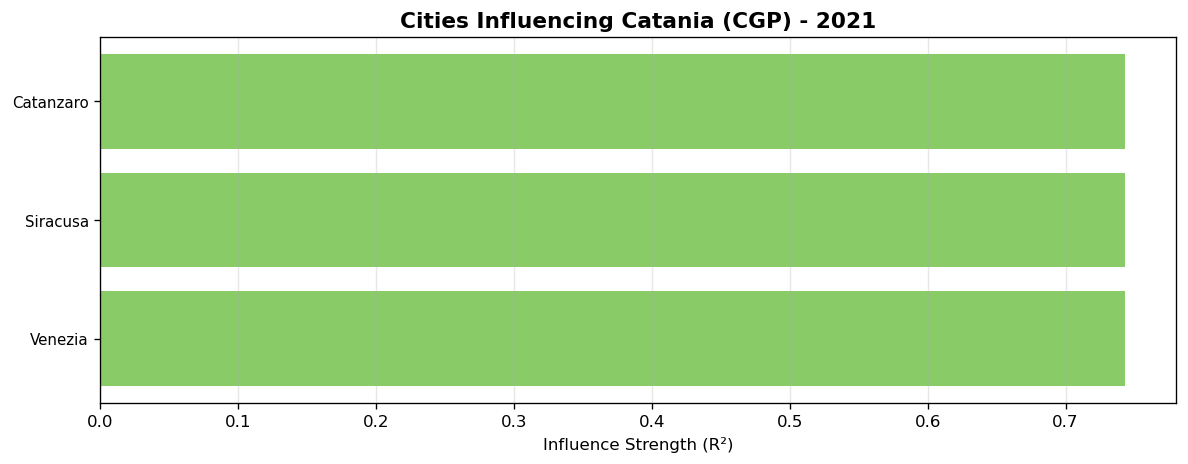 Cities Influencing Catania (CGP) - 2021
Catanzaro
Siracusa
Venezia
0.0 0.1 0.2 0.3 0.4 0.5 0.6 0.7
Influence Strength (R²)